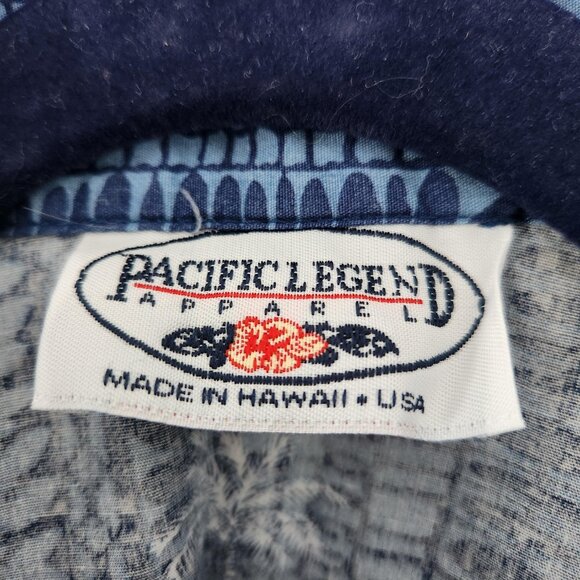 PACIFIC LEGEND
APPAREL
MADE IN HAWAII • USA